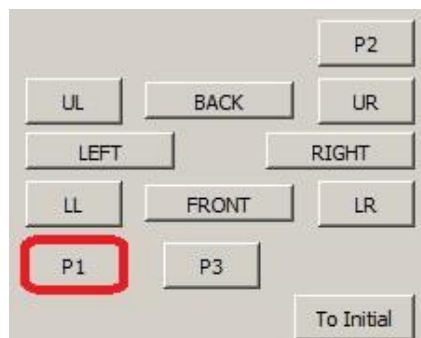 P2
UL BACK UR
LEFT RIGHT
LL FRONT LR
P1 P3
To Initial